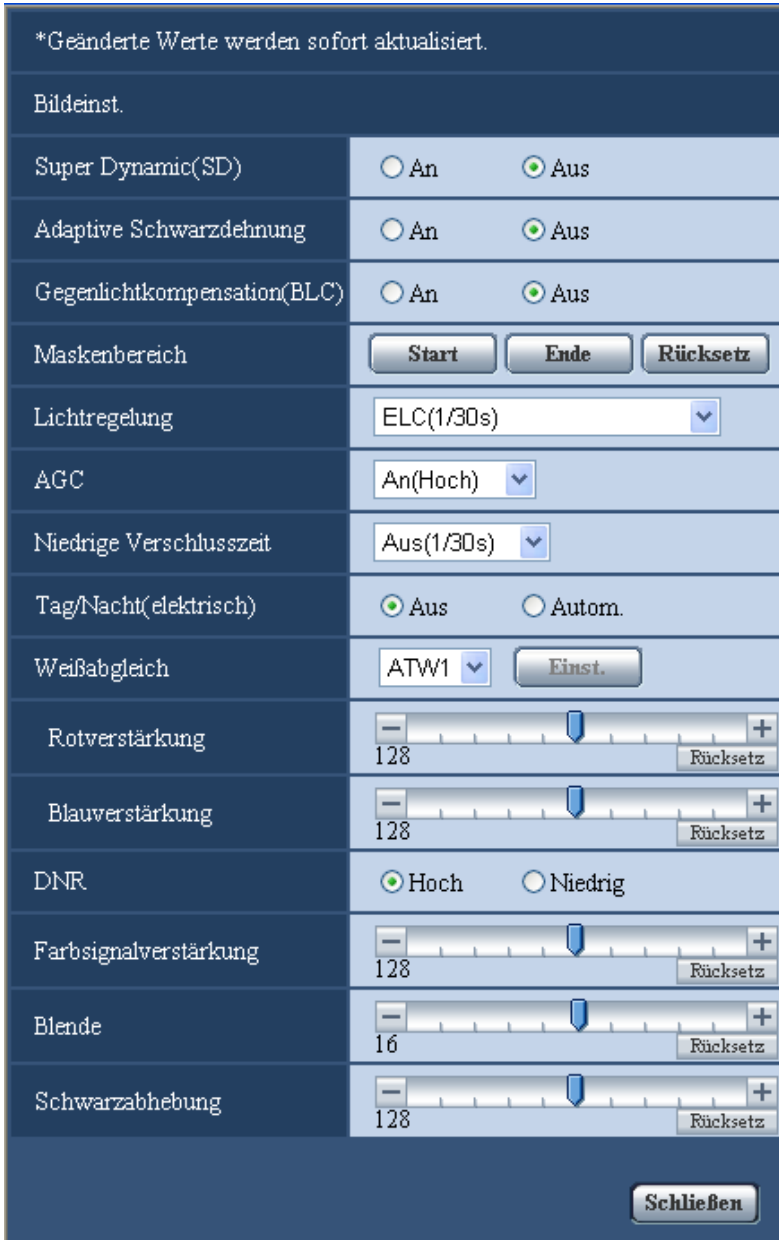 *Geänderte Werte werden sofort aktualisiert.
Bildeinst.
Super Dynamic(SD) An Aus
Adaptive Schwarzdehnung An Aus
Gegenlichtkompensation(BLC) An Aus
Maskenbereich Start Ende Rücksetz
Lichtregelung ELC(1/30s)
AGC An(Hoch)
Niedrige Verschlusszeit Aus(1/30s)
Tag/Nacht(elektrisch) Aus Autom.
Weißabgleich ATW1 Einst.
Rotverstärkung − +
128 Rücksetz
Blauverstärkung − +
128 Rücksetz
DNR Hoch Niedrig
Farbsignalverstärkung − +
128 Rücksetz
Blende − +
16 Rücksetz
Schwarzabhebung − +
128 Rücksetz
Schließen